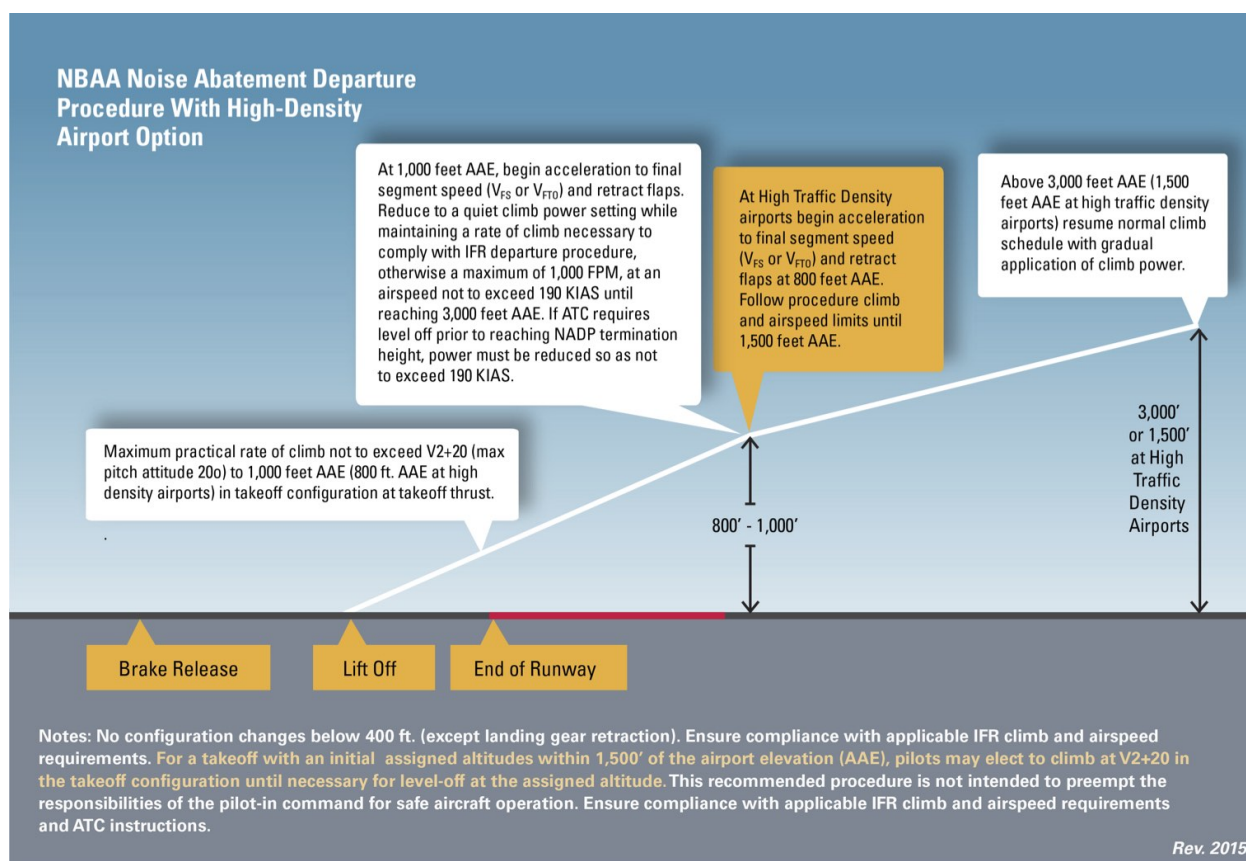 NBAA Noise Abatement Departure
Procedure With High-Density
Airport Option
At 1,000 feet AAE, begin acceleration to final
segment speed (VFS or VFTO) and retract flaps.
Reduce to a quiet climb power setting while
maintaining a rate of climb necessary to
comply with IFR departure procedure,
otherwise a maximum of 1,000 FPM, at an
airspeed not to exceed 190 KIAS until
reaching 3,000 feet AAE. If ATC requires
level off prior to reaching NADP termination
height, power must be reduced so as not
to exceed 190 KIAS.
At High Traffic Density
airports begin acceleration
to final segment speed
(VFS or VFTO) and retract
flaps at 800 feet AAE.
Follow procedure climb
and airspeed limits until
1,500 feet AAE.
Above 3,000 feet AAE (1,500
feet AAE at high traffic density
airports) resume normal climb
schedule with gradual
application of climb power.
Maximum practical rate of climb not to exceed V2+20 (max
pitch attitude 20o) to 1,000 feet AAE (800 ft. AAE at high
density airports) in takeoff configuration at takeoff thrust.
.
800' - 1,000'
3,000'
or 1,500'
at High
Traffic
Density
Airports
Brake Release
Lift Off
End of Runway
Notes: No configuration changes below 400 ft. (except landing gear retraction). Ensure compliance with applicable IFR climb and airspeed
requirements. For a takeoff with an initial assigned altitudes within 1,500' of the airport elevation (AAE), pilots may elect to climb at V2+20 in
the takeoff configuration until necessary for level-off at the assigned altitude. This recommended procedure is not intended to preempt the
responsibilities of the pilot-in command for safe aircraft operation. Ensure compliance with applicable IFR climb and airspeed requirements
and ATC instructions.
Rev. 2015